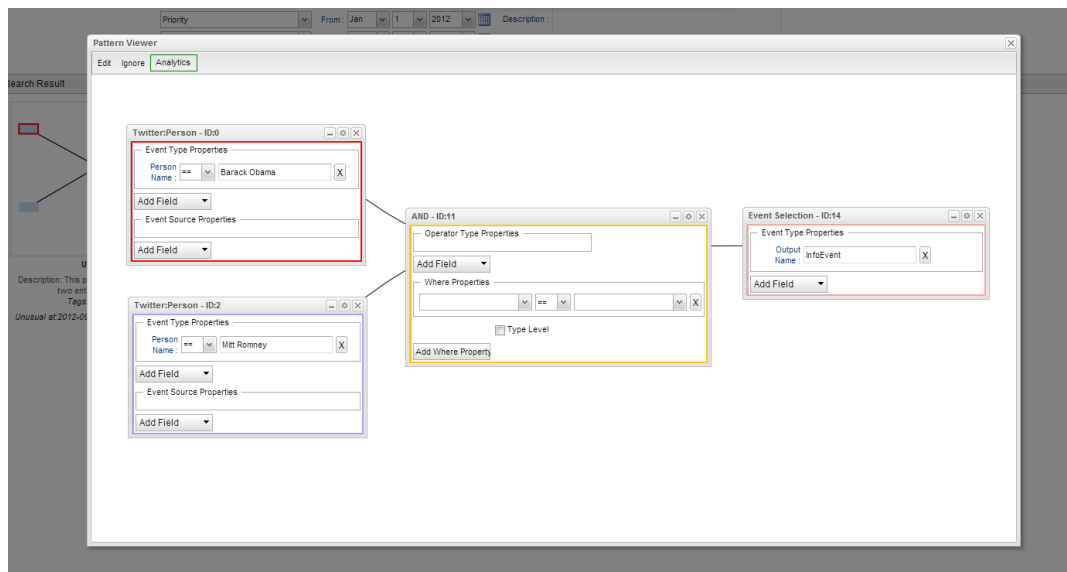 Priority From : Jan 1 2012 Description :
Pattern Viewer
Edit Ignore Analytics
Search Result
Twitter:Person - ID:0
Event Type Properties
Person Name : == Barack Obama X
Add Field
Event Source Properties
Add Field
Description: This p
two ent
Tags
Unusual at:2012-09
Twitter:Person - ID:2
Event Type Properties
Person Name : == Mitt Romney X
Add Field
Event Source Properties
Add Field
AND - ID:11
Operator Type Properties
Add Field
Where Properties
== X
Type Level
Add Where Property
Event Selection - ID:14
Event Type Properties
Output Name : InfoEvent X
Add Field